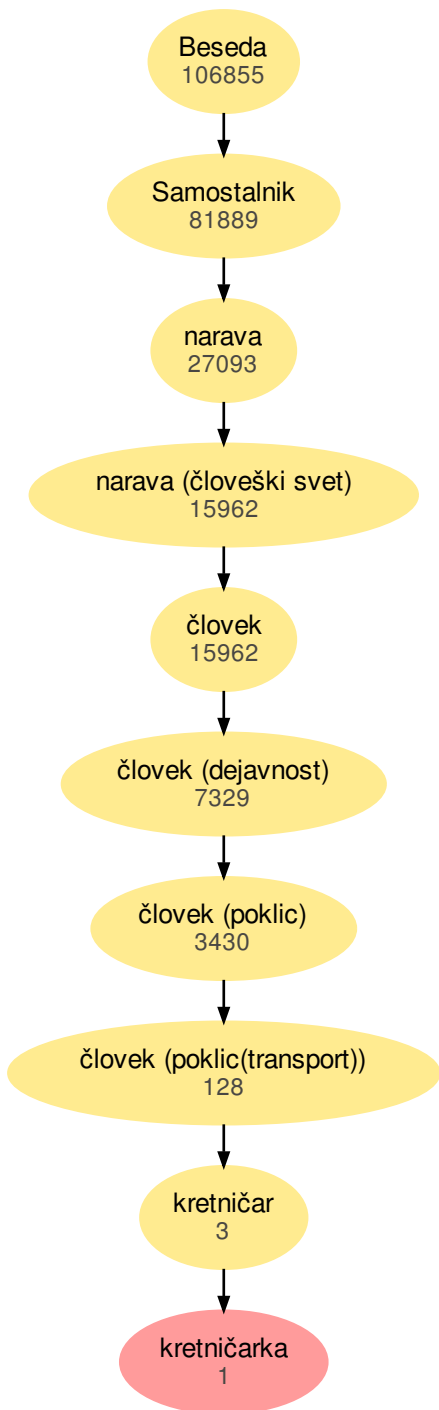 Beseda
106855
Samostalnik
81889
narava
27093
narava (človeški svet)
15962
človek
15962
človek (dejavnost)
7329
človek (poklic)
3430
človek (poklic(transport))
128
kretničar
3
kretničarka
1